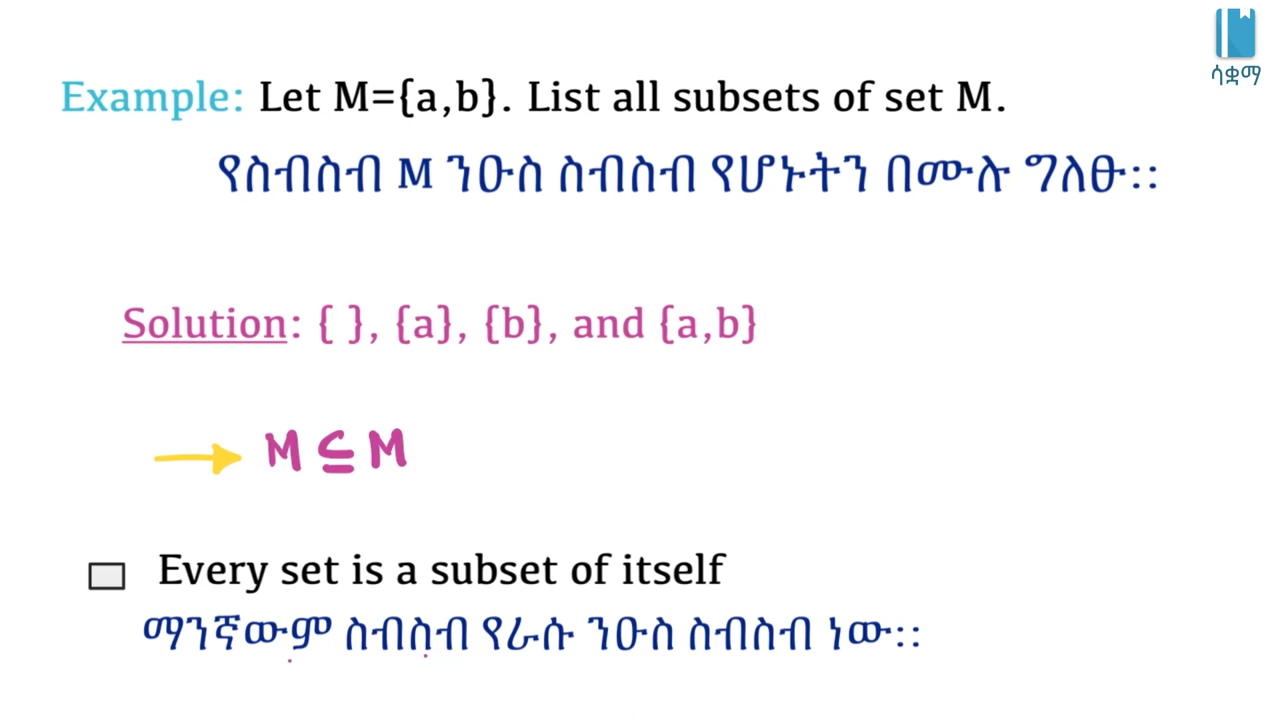 ሳቋማ
Example: Let M={a,b}. List all subsets of set M.
የስብስብ M ንዑስ ስብስብ የሆኑትን በሙሉ ግለፁ::
Solution: { }, {a}, {b}, and {a,b}
M ⊆ M
Every set is a subset of itself
ማንኛውም ስብስብ የራሱ ንዑስ ስብስብ ነው::